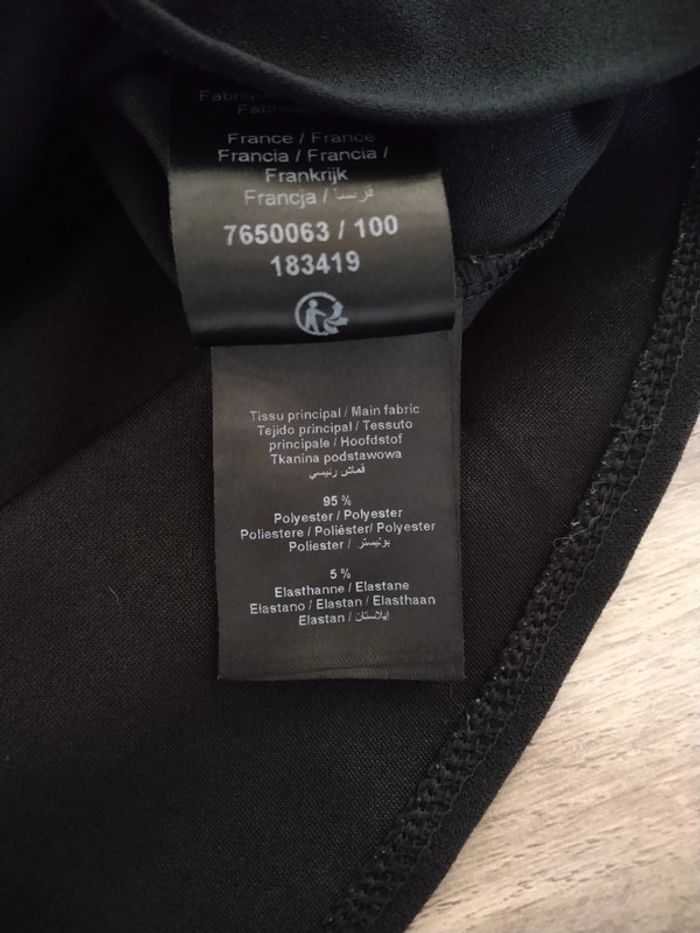 France / France
Francia / Francia /
Frankrijk
Francja / فرنسا
7650063 / 100
183419
Tissu principal / Main fabric
Tejido principal / Tessuto
principale / Hoofdstof
Tkanina podstawowa
قماش رئيسي
95 %
Polyester / Polyester
Poliestere / Poliéster/ Polyester
Poliester / بوليستر
5 %
Elasthanne / Elastane
Elastano / Elastan / Elasthaan
Elastan / إيلاستان